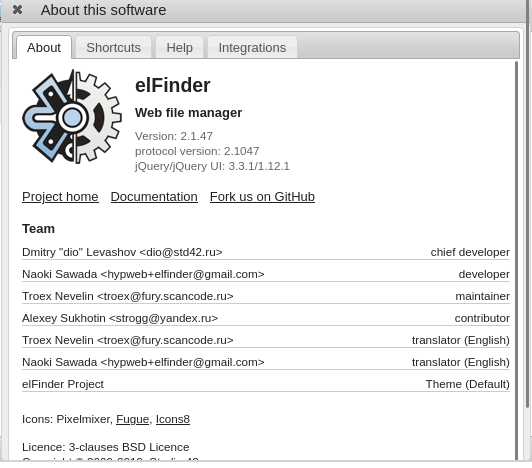 About this software
About Shortcuts Help Integrations
elFinder
Web file manager
Version: 2.1.47
protocol version: 2.1047
jQuery/jQuery UI: 3.3.1/1.12.1
Project home Documentation Fork us on GitHub
Team
Dmitry "dio" Levashov <dio@std42.ru> chief developer
Naoki Sawada <hypweb+elfinder@gmail.com> developer
Troex Nevelin <troex@fury.scancode.ru> maintainer
Alexey Sukhotin <strogg@yandex.ru> contributor
Troex Nevelin <troex@fury.scancode.ru> translator (English)
Naoki Sawada <hypweb+elfinder@gmail.com> translator (English)
elFinder Project Theme (Default)
Icons: Pixelmixer, Fugue, Icons8
Licence: 3-clauses BSD Licence